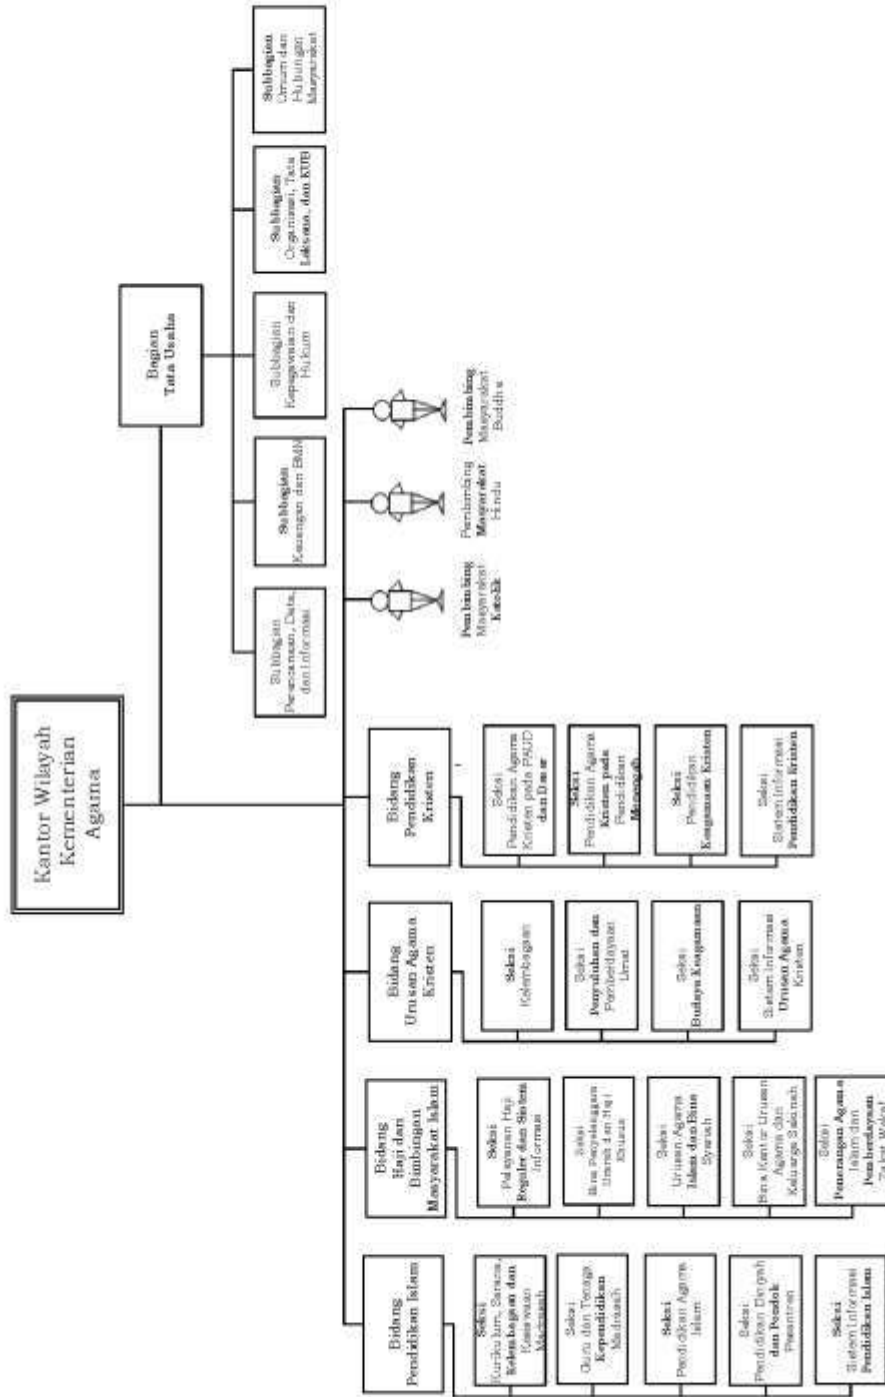 Kantor Wilayah
Kementerian
Agama
Bagian
Tata Usaha
Subbagian
Perencanaan, Data,
dan Informasi
Subbagian
Keuangan dan BMN
Subbagian
Kepegawaian dan
Hukum
Subbagian
Organisasi, Tata
Laksana, dan KUB
Subbagian
Umum dan
Hubungan
Masyarakat
Bidang
Pendidikan Islam
Bidang
Haji dan
Bimbingan
Masyarakat Islam
Bidang
Urusan Agama
Kristen
Bidang
Pendidikan
Kristen
Pembimbing
Masyarakat
Katolik
Pembimbing
Masyarakat
Hindu
Pembimbing
Masyarakat
Buddha
Seksi
Kurikulum, Sarana,
Kelembagaan dan
Kesiswaan
Madrasah
Seksi
Guru dan Tenaga
Kependidikan
Madrasah
Seksi
Pendidikan Agama
Islam
Seksi
Pendidikan Diniyah
dan Pondok
Pesantren
Seksi
Sistem Informasi
Pendidikan Islam
Seksi
Pelayanan Haji
Reguler dan Sistem
Informasi
Seksi
Bina Penyelenggara
Umrah dan Haji
Khusus
Seksi
Urusan Agama
Islam dan Bina
Syariah
Seksi
Bina Kantor Urusan
Agama dan
Keluarga Sakinah
Seksi
Penerangan Agama
Islam dan
Pemberdayaan
Zakat Wakaf
Seksi
Kelembagaan
Seksi
Penyuluhan dan
Pemberdayaan
Umat
Seksi
Budaya Keagamaan
Seksi
Sistem Informasi
Urusan Agama
Kristen
Seksi
Pendidikan Agama
Kristen pada PAUD
dan Dasar
Seksi
Pendidikan Agama
Kristen pada
Pendidikan
Menengah
Seksi
Pendidikan
Keagamaan Kristen
Seksi
Sistem Informasi
Pendidikan Kristen